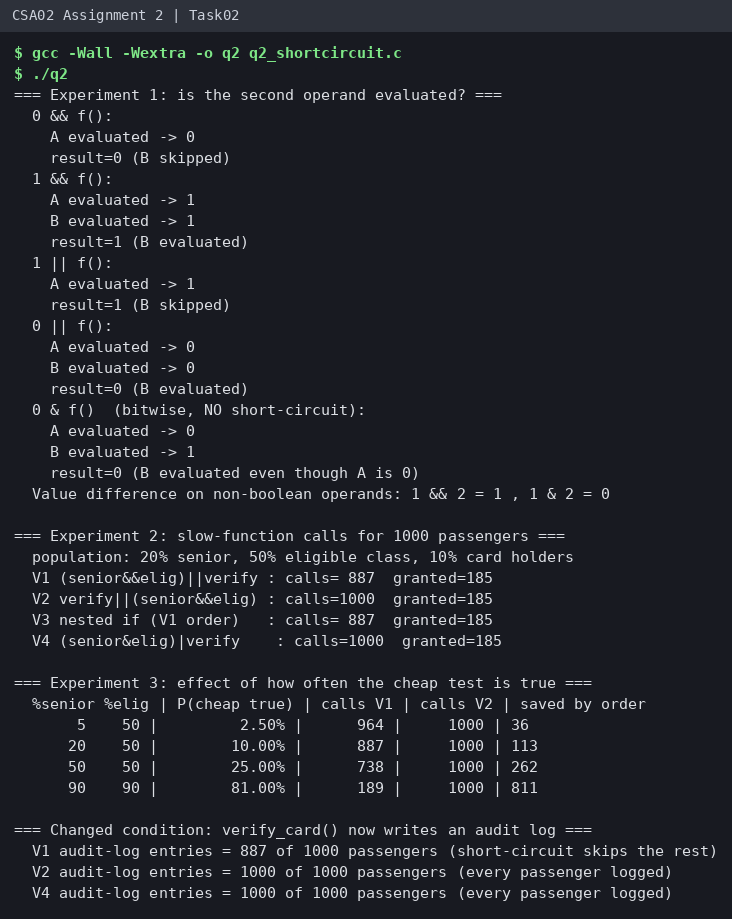 CSA02 Assignment 2 | Task02
$ gcc -Wall -Wextra -o q2 q2_shortcircuit.c
$ ./q2
=== Experiment 1: is the second operand evaluated? ===
  0 && f():
    A evaluated -> 0
    result=0 (B skipped)
  1 && f():
    A evaluated -> 1
    B evaluated -> 1
    result=1 (B evaluated)
  1 || f():
    A evaluated -> 1
    result=1 (B skipped)
  0 || f():
    A evaluated -> 0
    B evaluated -> 0
    result=0 (B evaluated)
  0 & f()  (bitwise, NO short-circuit):
    A evaluated -> 0
    B evaluated -> 1
    result=0 (B evaluated even though A is 0)
  Value difference on non-boolean operands: 1 && 2 = 1 , 1 & 2 = 0
=== Experiment 2: slow-function calls for 1000 passengers ===
  population: 20% senior, 50% eligible class, 10% card holders
  V1 (senior&&elig)||verify : calls= 887  granted=185
  V2 verify||(senior&&elig) : calls=1000  granted=185
  V3 nested if (V1 order)   : calls= 887  granted=185
  V4 (senior&elig)|verify    : calls=1000  granted=185
=== Experiment 3: effect of how often the cheap test is true ===
  %senior %elig | P(cheap true) | calls V1 | calls V2 | saved by order
       5    50 |         2.50% |      964 |     1000 | 36
      20    50 |        10.00% |      887 |     1000 | 113
      50    50 |        25.00% |      738 |     1000 | 262
      90    90 |        81.00% |      189 |     1000 | 811
=== Changed condition: verify_card() now writes an audit log ===
  V1 audit-log entries = 887 of 1000 passengers (short-circuit skips the rest)
  V2 audit-log entries = 1000 of 1000 passengers (every passenger logged)
  V4 audit-log entries = 1000 of 1000 passengers (every passenger logged)